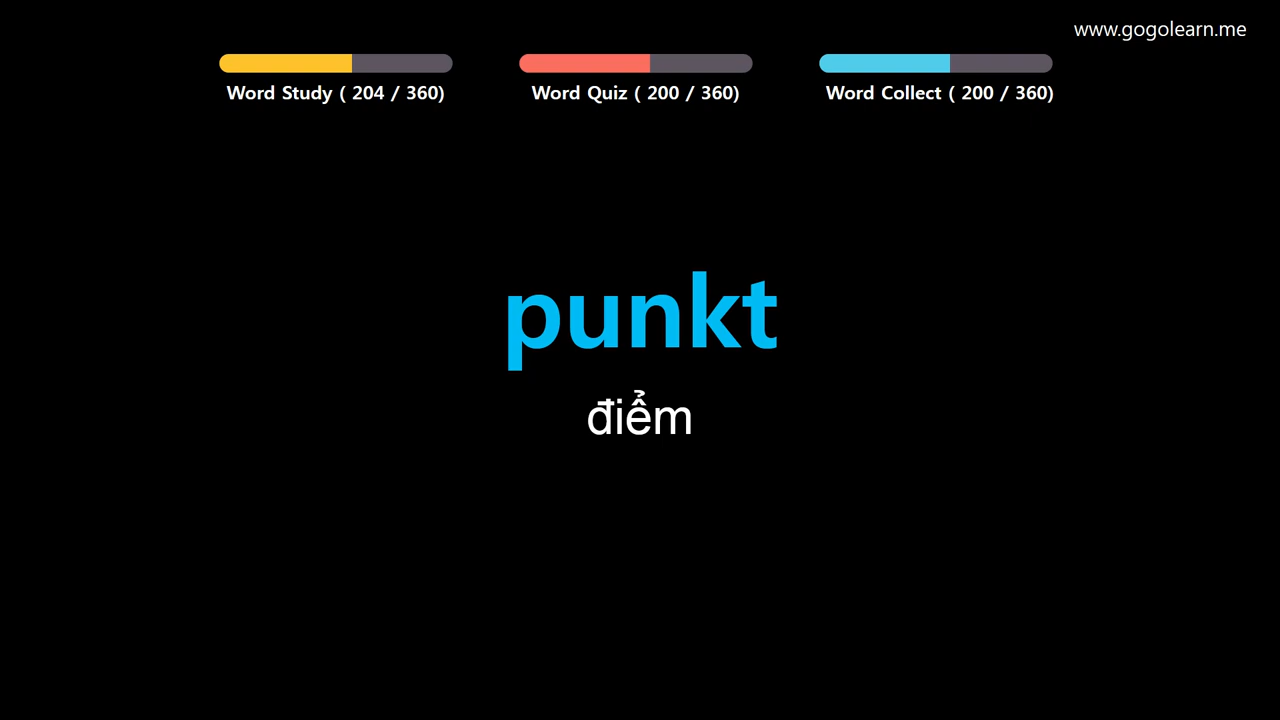 www.gogolearn.me
Word Study ( 204 / 360)
Word Quiz ( 200 / 360)
Word Collect ( 200 / 360)
punkt
điểm